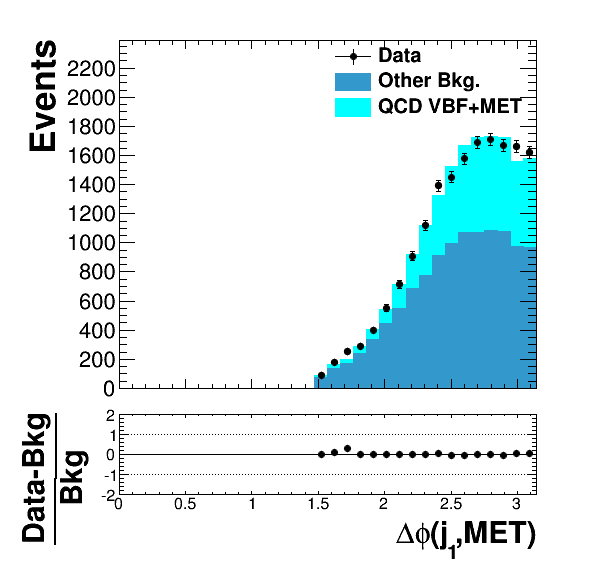 Events
2200
2000
1800
1600
1400
1200
1000
800
600
400
200
0
Data
Other Bkg.
QCD VBF+MET
Data-Bkg
Bkg
2
1
0
-1
-2
0 0.5 1 1.5 2 2.5 3
Δϕ(j₁,MET)